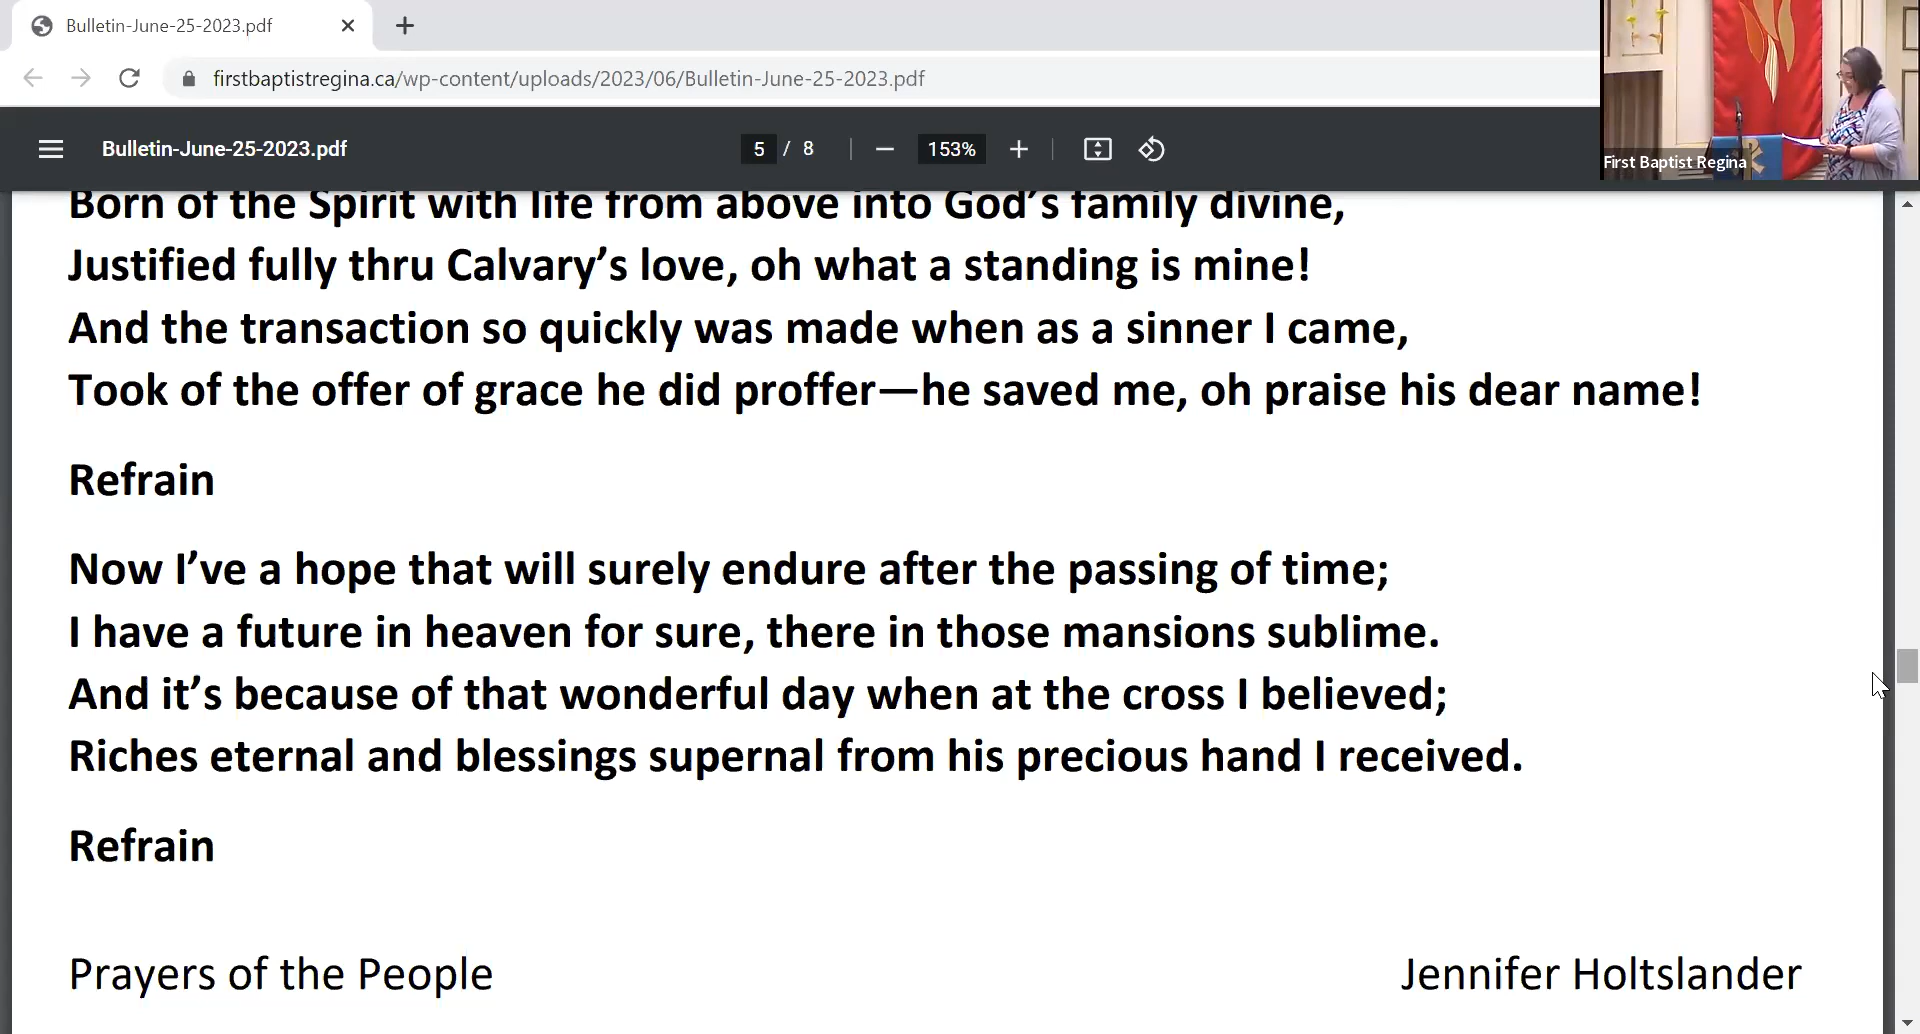 Bulletin-June-25-2023.pdf
firstbaptistregina.ca/wp-content/uploads/2023/06/Bulletin-June-25-2023.pdf
Bulletin-June-25-2023.pdf
5 / 8
153%
First Baptist Regina
Born of the Spirit with life from above into God’s family divine,
Justified fully thru Calvary’s love, oh what a standing is mine!
And the transaction so quickly was made when as a sinner I came,
Took of the offer of grace he did proffer—he saved me, oh praise his dear name!
Refrain
Now I’ve a hope that will surely endure after the passing of time;
I have a future in heaven for sure, there in those mansions sublime.
And it’s because of that wonderful day when at the cross I believed;
Riches eternal and blessings supernal from his precious hand I received.
Refrain
Prayers of the People Jennifer Holtslander